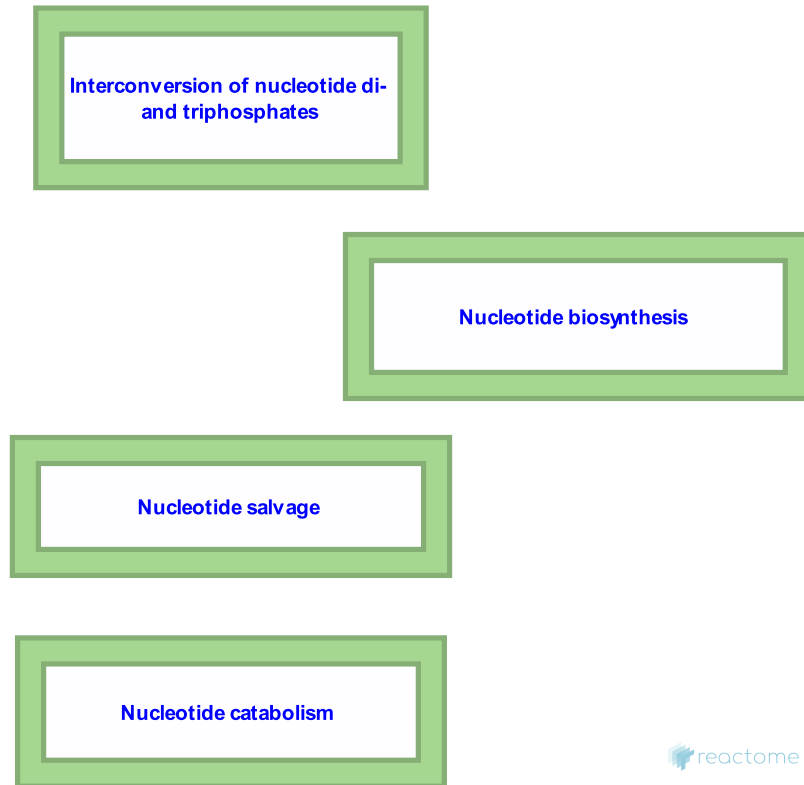 Interconversion of nucleotide di-
and triphosphates
Nucleotide biosynthesis
Nucleotide salvage
Nucleotide catabolism
reactome